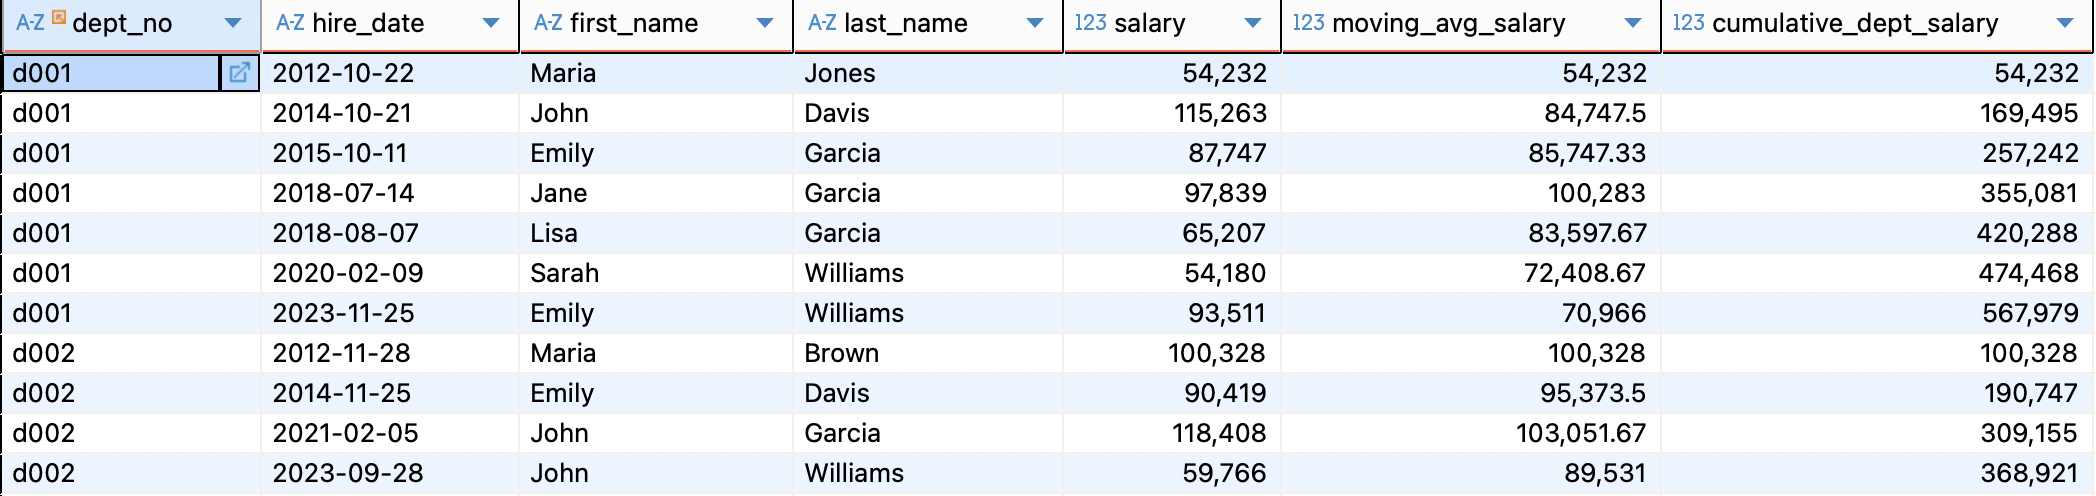 A-Z dept_no A-Z hire_date A-Z first_name A-Z last_name 123 salary 123 moving_avg_salary 123 cumulative_dept_salary
d001 2012-10-22 Maria Jones 54,232 54,232 54,232
d001 2014-10-21 John Davis 115,263 84,747.5 169,495
d001 2015-10-11 Emily Garcia 87,747 85,747.33 257,242
d001 2018-07-14 Jane Garcia 97,839 100,283 355,081
d001 2018-08-07 Lisa Garcia 65,207 83,597.67 420,288
d001 2020-02-09 Sarah Williams 54,180 72,408.67 474,468
d001 2023-11-25 Emily Williams 93,511 70,966 567,979
d002 2012-11-28 Maria Brown 100,328 100,328 100,328
d002 2014-11-25 Emily Davis 90,419 95,373.5 190,747
d002 2021-02-05 John Garcia 118,408 103,051.67 309,155
d002 2023-09-28 John Williams 59,766 89,531 368,921